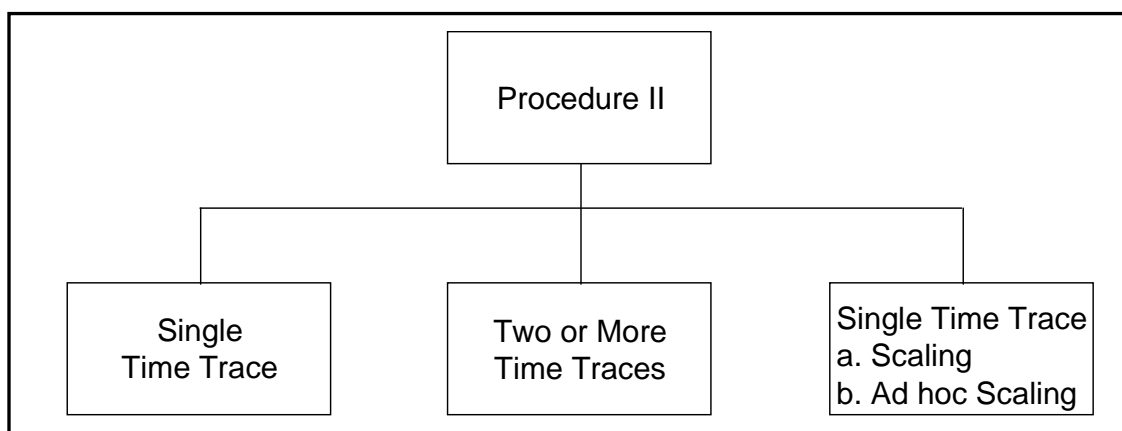 Procedure II
Single
Time Trace
Two or More
Time Traces
Single Time Trace
a. Scaling
b. Ad hoc Scaling